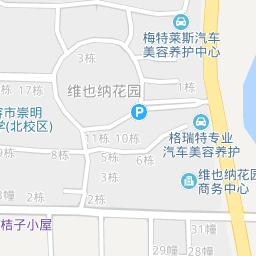 梅特莱斯汽车
美容养护中心
3栋
17栋
维也纳花园
1栋
容市崇明
学(北校区)
P
11栋 10栋
格瑞特专业
汽车美容养护
9栋
5栋
6栋
8栋
维也纳花园
商务中心
3栋
31幢
桔子小屋
28幢
29幢